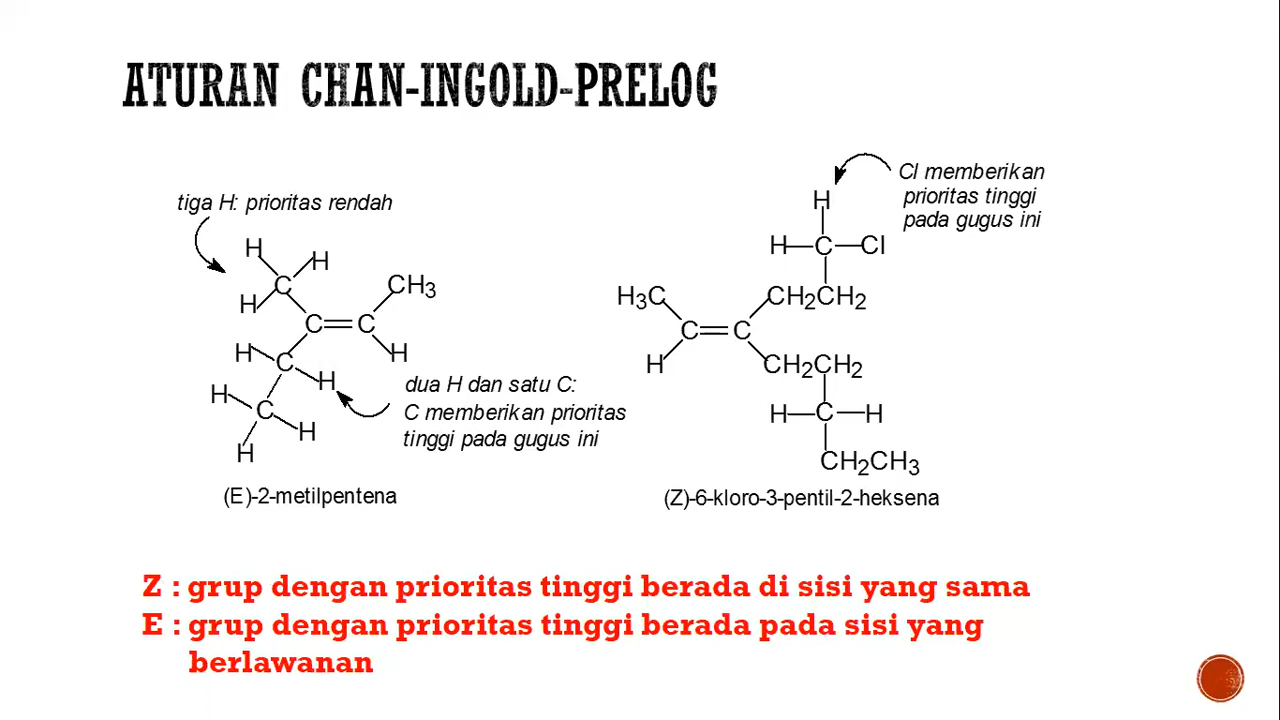 ATURAN CHAN-INGOLD-PRELOG
tiga H: prioritas rendah
H
H
H
C
CH3
C=C
H
H
C
H
H
C
H
H
dua H dan satu C:
C memberikan prioritas
tinggi pada gugus ini
(E)-2-metilpentena
Cl memberikan
prioritas tinggi
pada gugus ini
H
H—C—Cl
H3C
CH2CH2
C=C
H
CH2CH2
H—C—H
CH2CH3
(Z)-6-kloro-3-pentil-2-heksena
Z : grup dengan prioritas tinggi berada di sisi yang sama
E : grup dengan prioritas tinggi berada pada sisi yang
berlawanan